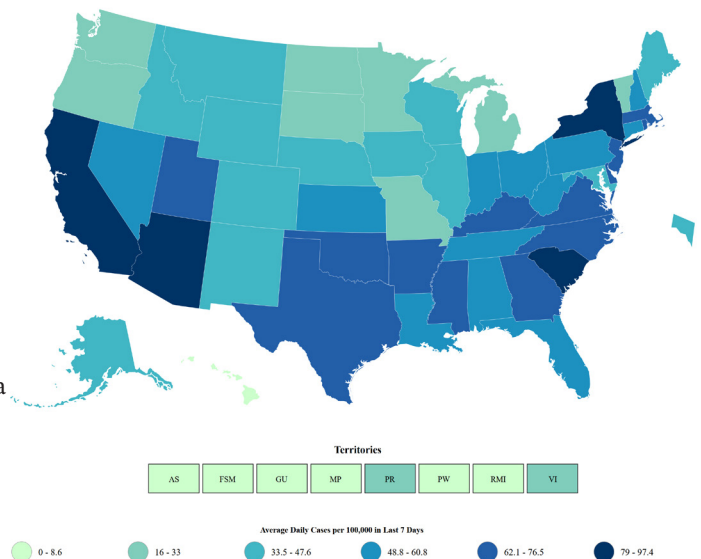 a
Territories
AS FSM GU MP PR PW RMI VI
Average Daily Cases per 100,000 in Last 7 Days
0 - 8.6 16 - 33 33.5 - 47.6 48.8 - 60.8 62.1 - 76.5 79 - 97.4